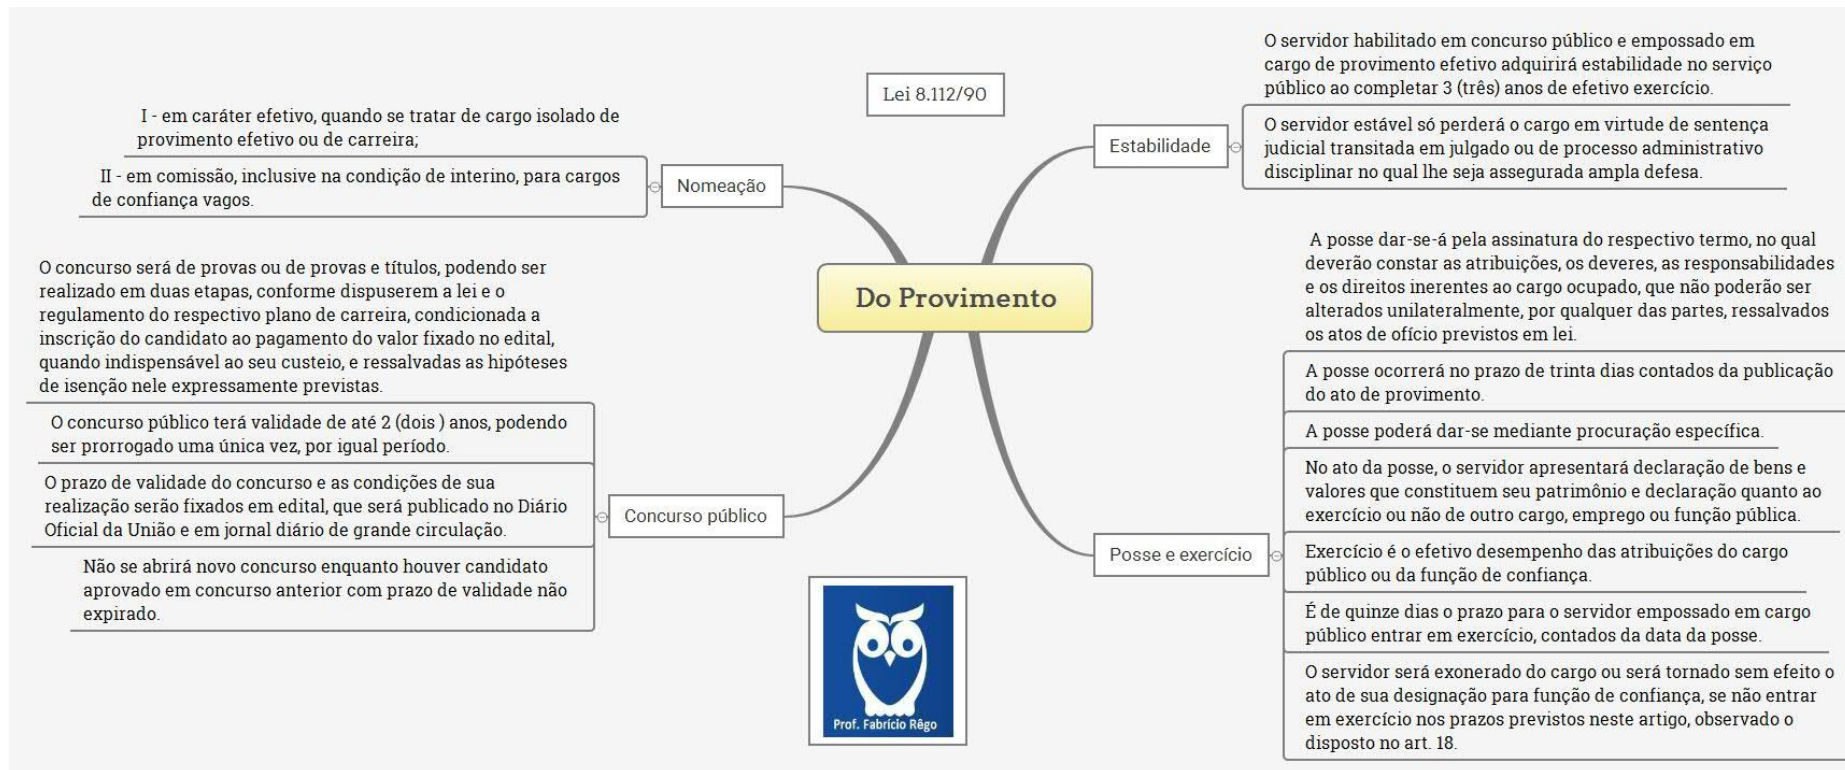 Lei 8.112/90
Do Provimento
Nomeação
I - em caráter efetivo, quando se tratar de cargo isolado de
provimento efetivo ou de carreira;
II - em comissão, inclusive na condição de interino, para cargos
de confiança vagos.
Concurso público
O concurso será de provas ou de provas e títulos, podendo ser
realizado em duas etapas, conforme dispuserem a lei e o
regulamento do respectivo plano de carreira, condicionada a
inscrição do candidato ao pagamento do valor fixado no edital,
quando indispensável ao seu custeio, e ressalvadas as hipóteses
de isenção nele expressamente previstas.
O concurso público terá validade de até 2 (dois ) anos, podendo
ser prorrogado uma única vez, por igual período.
O prazo de validade do concurso e as condições de sua
realização serão fixados em edital, que será publicado no Diário
Oficial da União e em jornal diário de grande circulação.
Não se abrirá novo concurso enquanto houver candidato
aprovado em concurso anterior com prazo de validade não
expirado.
Estabilidade
O servidor habilitado em concurso público e empossado em
cargo de provimento efetivo adquirirá estabilidade no serviço
público ao completar 3 (três) anos de efetivo exercício.
O servidor estável só perderá o cargo em virtude de sentença
judicial transitada em julgado ou de processo administrativo
disciplinar no qual lhe seja assegurada ampla defesa.
Posse e exercício
A posse dar-se-á pela assinatura do respectivo termo, no qual
deverão constar as atribuições, os deveres, as responsabilidades
e os direitos inerentes ao cargo ocupado, que não poderão ser
alterados unilateralmente, por qualquer das partes, ressalvados
os atos de ofício previstos em lei.
A posse ocorrerá no prazo de trinta dias contados da publicação
do ato de provimento.
A posse poderá dar-se mediante procuração específica.
No ato da posse, o servidor apresentará declaração de bens e
valores que constituem seu patrimônio e declaração quanto ao
exercício ou não de outro cargo, emprego ou função pública.
Exercício é o efetivo desempenho das atribuições do cargo
público ou da função de confiança.
É de quinze dias o prazo para o servidor empossado em cargo
público entrar em exercício, contados da data da posse.
O servidor será exonerado do cargo ou será tornado sem efeito o
ato de sua designação para função de confiança, se não entrar
em exercício nos prazos previstos neste artigo, observado o
disposto no art. 18.
Prof. Fabrício Rêgo